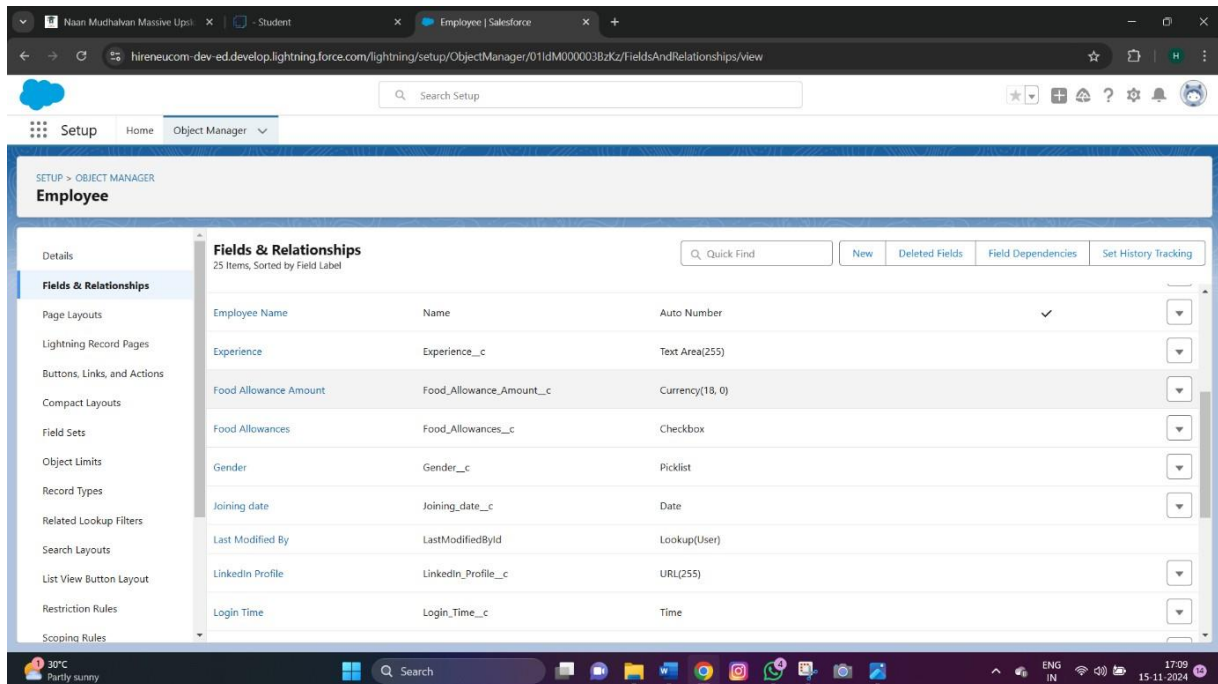 Naan Mudhalvan Massive Upski
- Student
Employee | Salesforce
hireneucom-dev-ed.develop.lightning.force.com/lightning/setup/ObjectManager/01IdM000003BzKz/FieldsAndRelationships/view
H
Search Setup
Setup Home Object Manager
SETUP > OBJECT MANAGER
Employee
Details
Fields & Relationships
Page Layouts
Lightning Record Pages
Buttons, Links, and Actions
Compact Layouts
Field Sets
Object Limits
Record Types
Related Lookup Filters
Search Layouts
List View Button Layout
Restriction Rules
Scoping Rules
Fields & Relationships
25 Items, Sorted by Field Label
Quick Find New Deleted Fields Field Dependencies Set History Tracking
Employee Name Name Auto Number
Experience Experience__c Text Area(255)
Food Allowance Amount Food_Allowance_Amount__c Currency(18, 0)
Food Allowances Food_Allowances__c Checkbox
Gender Gender__c Picklist
Joining date Joining_date__c Date
Last Modified By LastModifiedById Lookup(User)
LinkedIn Profile LinkedIn_Profile__c URL(255)
Login Time Login_Time__c Time
1 30°C
Partly sunny
Search
4
ENG
IN
17:09
15-11-2024
14